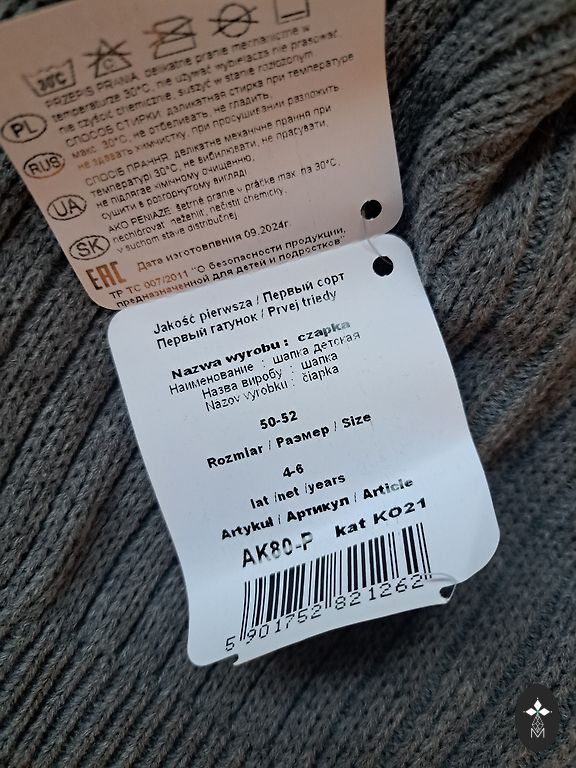 30°C
PRZEPIS PRANIA: delikatne pranie mechaniczne w
temperaturze 30°C, nie używać wybielacza nie prasować,
nie czyścić chemicznie, suszyć w stanie rozłożonym
PL
СПОСОБ СТИРКИ: деликатная стирка при температуре
макс. 30°C, не отбеливать, не гладить,
не сдавать химчистку, при просушивании разложить
RUS
СПОСІБ ПРАННЯ: делікатне механічне прання при
температурі 30°C, не вибілювати, не прасувати,
не підлягає хімічному очищенню,
сушити в розгорнутому вигляді
UA
AKO PENIAZE: šetrné pranie v práčke max. na 30°C,
nechlórovať, nežehliť, nečistiť chemicky,
v suchom stave distribučnej
SK
EAC
Дата изготовления 09.2024г.
ТР ТС 007/2011 "О безопасности продукции,
предназначенной для детей и подростков"
Jakość pierwsza / Первый сорт
Первый гатунок / Prvej triedy
Nazwa wyrobu : czapka
Наименование : шапка детская
Назва виробу : шапка
Názov výrobku : čiapka
50-52
Rozmiar / Размер / Size
4-6
lat /лет /years
Artykuł / Артикул / Article
AK80-P kat KO21
5 901752 821262
M